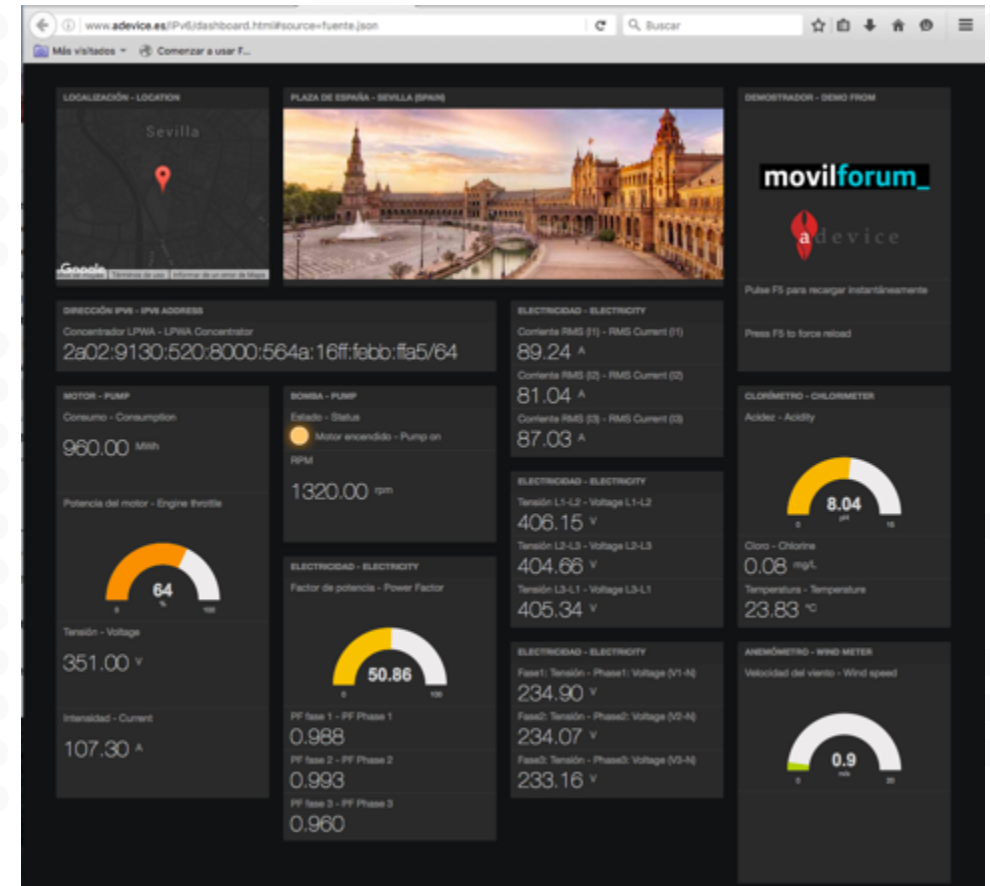 www.adevice.es/IPv6/dashboard.html#source=fuente.json
Buscar
Más visitados
Comenzar a usar F...
LOCALIZACIÓN - LOCATION
Sevilla
Google
Términos de uso
Informar de un error de Maps
PLAZA DE ESPAÑA - SEVILLA (SPAIN)
DEMOSTRADOR - DEMO FROM
movilforum_
adevice
Pulse F5 para recargar instantáneamente
Press F5 to force reload
DIRECCIÓN IPV6 - IPV6 ADDRESS
Concentrador LPWA - LPWA Concentrator
2a02:9130:520:8000:564a:16ff:febb:ffa5/64
ELECTRICIDAD - ELECTRICITY
Corriente RMS (I1) - RMS Current (I1)
89.24 A
Corriente RMS (I2) - RMS Current (I2)
81.04 A
Corriente RMS (I3) - RMS Current (I3)
87.03 A
MOTOR - PUMP
Consumo - Consumption
960.00 MWh
Potencia del motor - Engine throttle
64
%
0
100
Tensión - Voltage
351.00 V
Intensidad - Current
107.30 A
BOMBA - PUMP
Estado - Status
Motor encendido - Pump on
RPM
1320.00 rpm
ELECTRICIDAD - ELECTRICITY
Factor de potencia - Power Factor
50.86
0
100
PF fase 1 - PF Phase 1
0.988
PF fase 2 - PF Phase 2
0.993
PF fase 3 - PF Phase 3
0.960
ELECTRICIDAD - ELECTRICITY
Tensión L1-L2 - Voltage L1-L2
406.15 V
Tensión L2-L3 - Voltage L2-L3
404.66 V
Tensión L3-L1 - Voltage L3-L1
405.34 V
ELECTRICIDAD - ELECTRICITY
Fase1: Tensión - Phase1: Voltage (V1-N)
234.90 V
Fase2: Tensión - Phase2: Voltage (V2-N)
234.07 V
Fase3: Tensión - Phase3: Voltage (V3-N)
233.16 V
CLORÍMETRO - CHLORIMETER
Acidez - Acidity
8.04
pH
0
Cloro - Chlorine
0.08 mg/L
Temperatura - Temperature
23.83 ºC
ANEMÓMETRO - WIND METER
Velocidad del viento - Wind speed
0.9
m/s
0
20